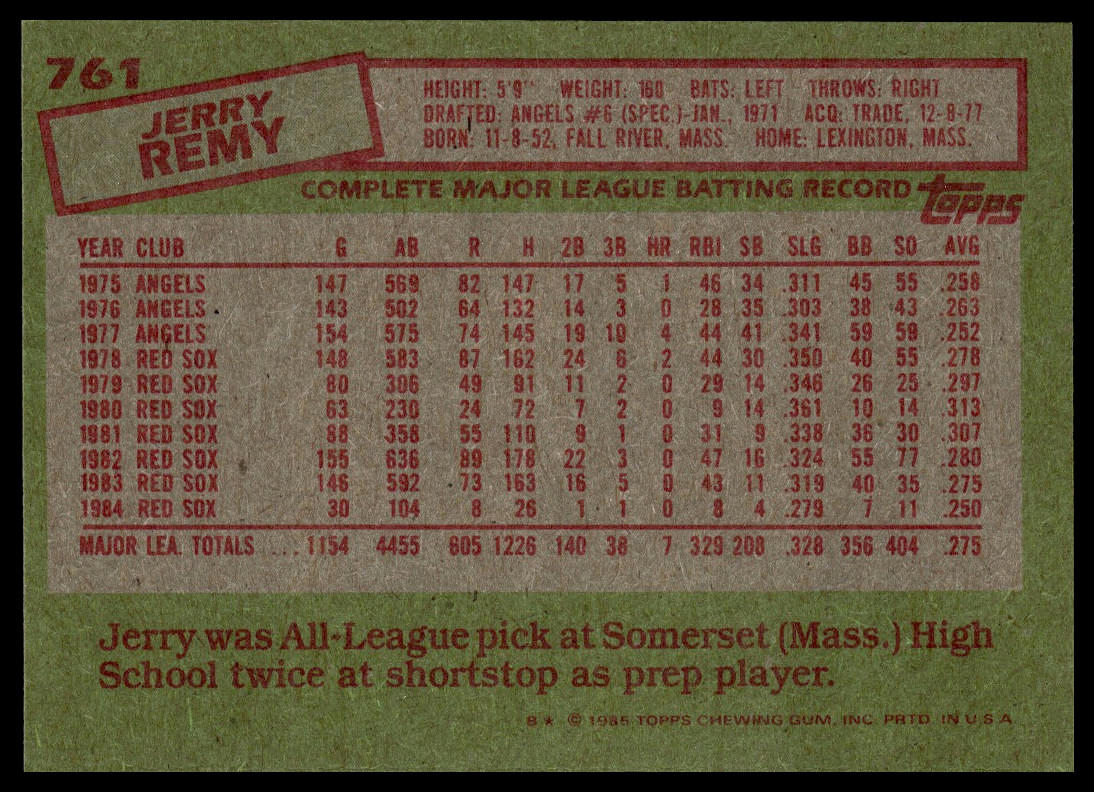 761
JERRY
REMY
HEIGHT: 5'9" WEIGHT: 160 BATS: LEFT THROWS: RIGHT
DRAFTED: ANGELS #6 (SPEC.)-JAN., 1971 ACQ: TRADE, 12-8-77
BORN: 11-8-52, FALL RIVER, MASS. HOME: LEXINGTON, MASS.
COMPLETE MAJOR LEAGUE BATTING RECORD topps
YEAR CLUB G AB R H 2B 3B HR RBI SB SLG BB SO AVG
1975 ANGELS 147 569 82 147 17 5 1 46 34 .311 45 55 .258
1976 ANGELS 143 502 64 132 14 3 0 28 35 .303 38 43 .263
1977 ANGELS 154 575 74 145 19 10 4 44 41 .341 59 59 .252
1978 RED SOX 148 583 87 162 24 6 2 44 30 .350 40 55 .278
1979 RED SOX 80 306 49 91 11 2 0 29 14 .346 26 25 .297
1980 RED SOX 63 230 24 72 7 2 0 9 14 .361 10 14 .313
1981 RED SOX 88 358 55 110 9 1 0 31 9 .338 36 30 .307
1982 RED SOX 155 636 89 178 22 3 0 47 16 .324 55 77 .280
1983 RED SOX 146 592 73 163 16 5 0 43 11 .319 40 35 .275
1984 RED SOX 30 104 8 26 1 1 0 8 4 .279 7 11 .250
MAJOR LEA. TOTALS ... 1154 4455 605 1226 140 38 7 329 208 .328 356 404 .275
Jerry was All-League pick at Somerset (Mass.) High
School twice at shortstop as prep player.
B★ © 1985 TOPPS CHEWING GUM, INC. PRTD. IN U.S.A.